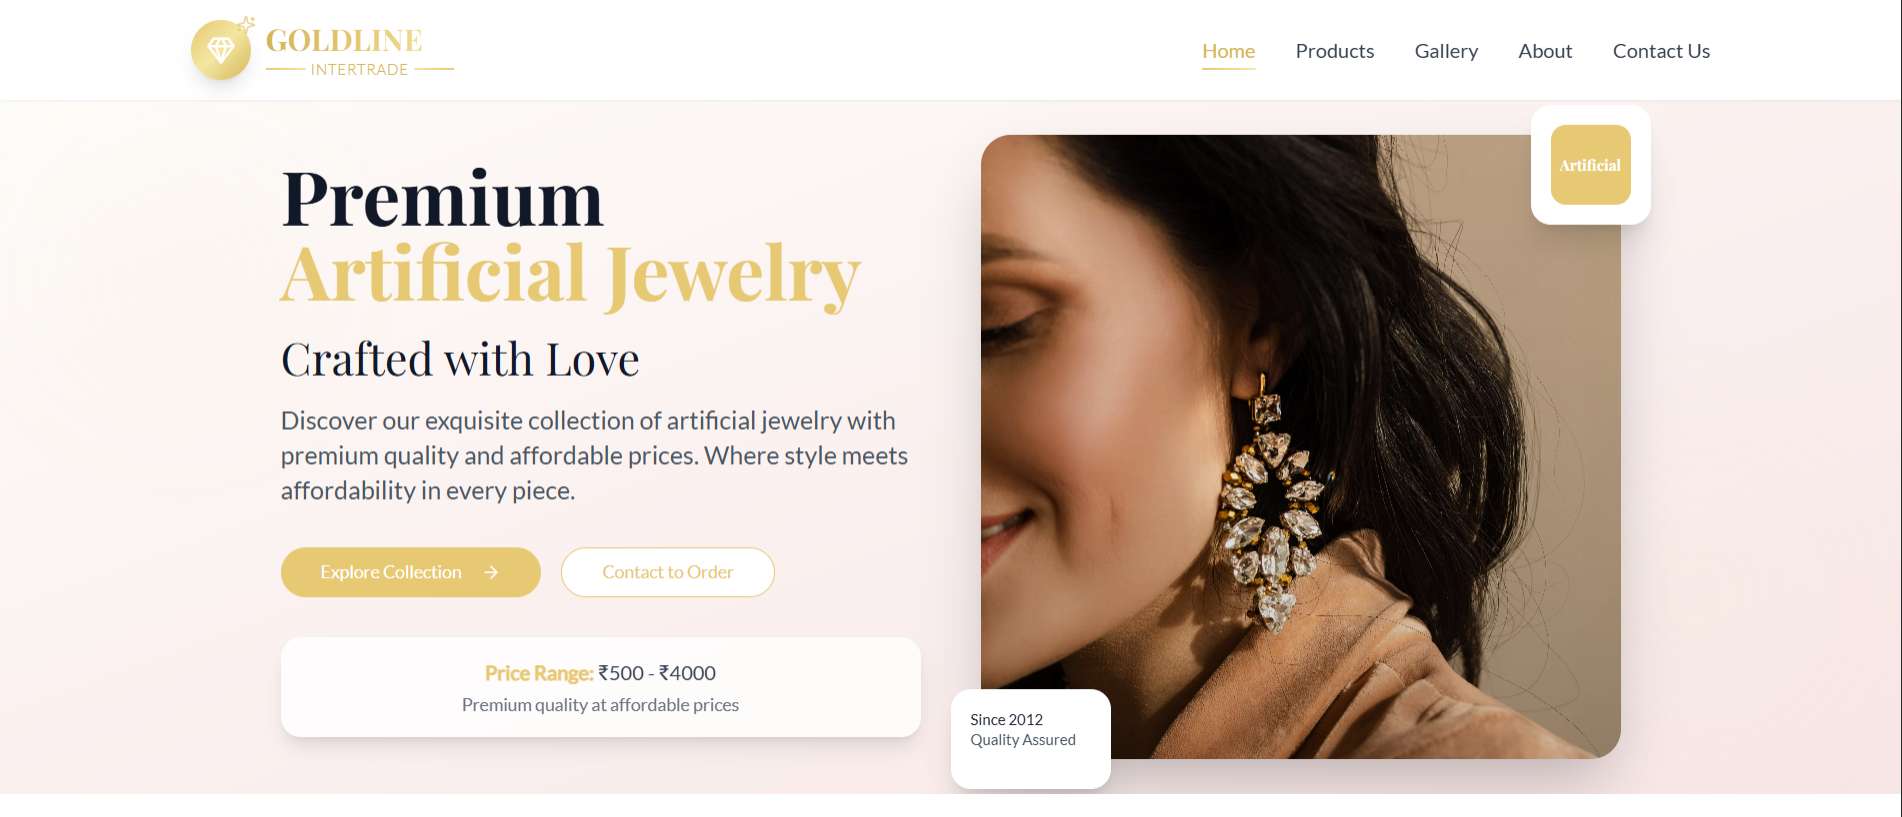 GOLDLINE
INTERTRADE
Home Products Gallery About Contact Us
Premium
Artificial Jewelry
Crafted with Love
Discover our exquisite collection of artificial jewelry with
premium quality and affordable prices. Where style meets
affordability in every piece.
Explore Collection
Contact to Order
Price Range: ₹500 - ₹4000
Premium quality at affordable prices
Artificial
Since 2012
Quality Assured